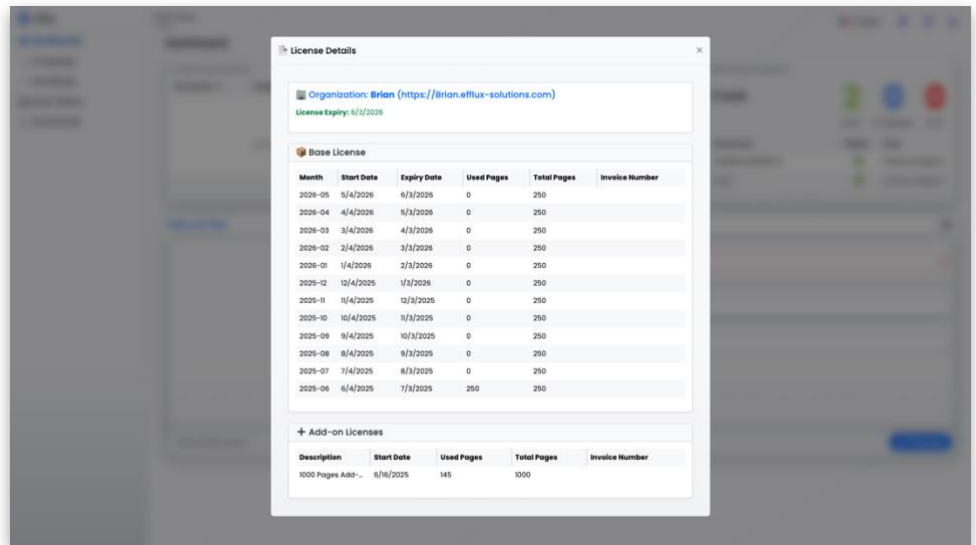 License Details ×
Organization: Brian (https://Brian.efflux-solutions.com)
License Expiry: 6/3/2026
Base License
Month Start Date Expiry Date Used Pages Total Pages Invoice Number
2026-05 5/4/2026 6/3/2026 0 250
2026-04 4/4/2026 5/3/2026 0 250
2026-03 3/4/2026 4/3/2026 0 250
2026-02 2/4/2026 3/3/2026 0 250
2026-01 1/4/2026 2/3/2026 0 250
2025-12 12/4/2025 1/3/2026 0 250
2025-11 11/4/2025 12/3/2025 0 250
2025-10 10/4/2025 11/3/2025 0 250
2025-09 9/4/2025 10/3/2025 0 250
2025-08 8/4/2025 9/3/2025 0 250
2025-07 7/4/2025 8/3/2025 0 250
2025-06 6/4/2025 7/3/2025 250 250
+ Add-on Licenses
Description Start Date Used Pages Total Pages Invoice Number
1000 Pages Add-... 6/16/2025 145 1000